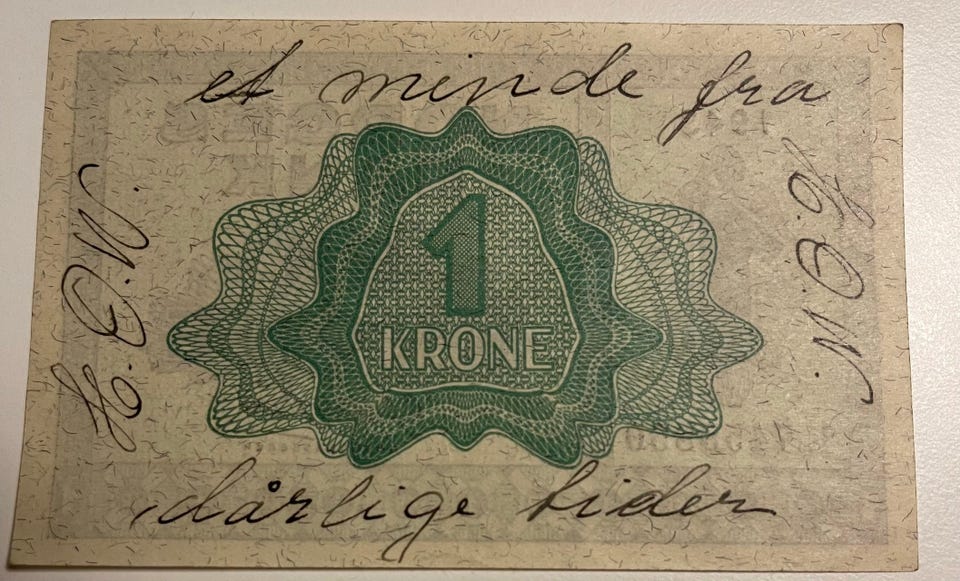 et minde fra
H. O. W.
H. O. W.
1
KRONE
dårlige tider